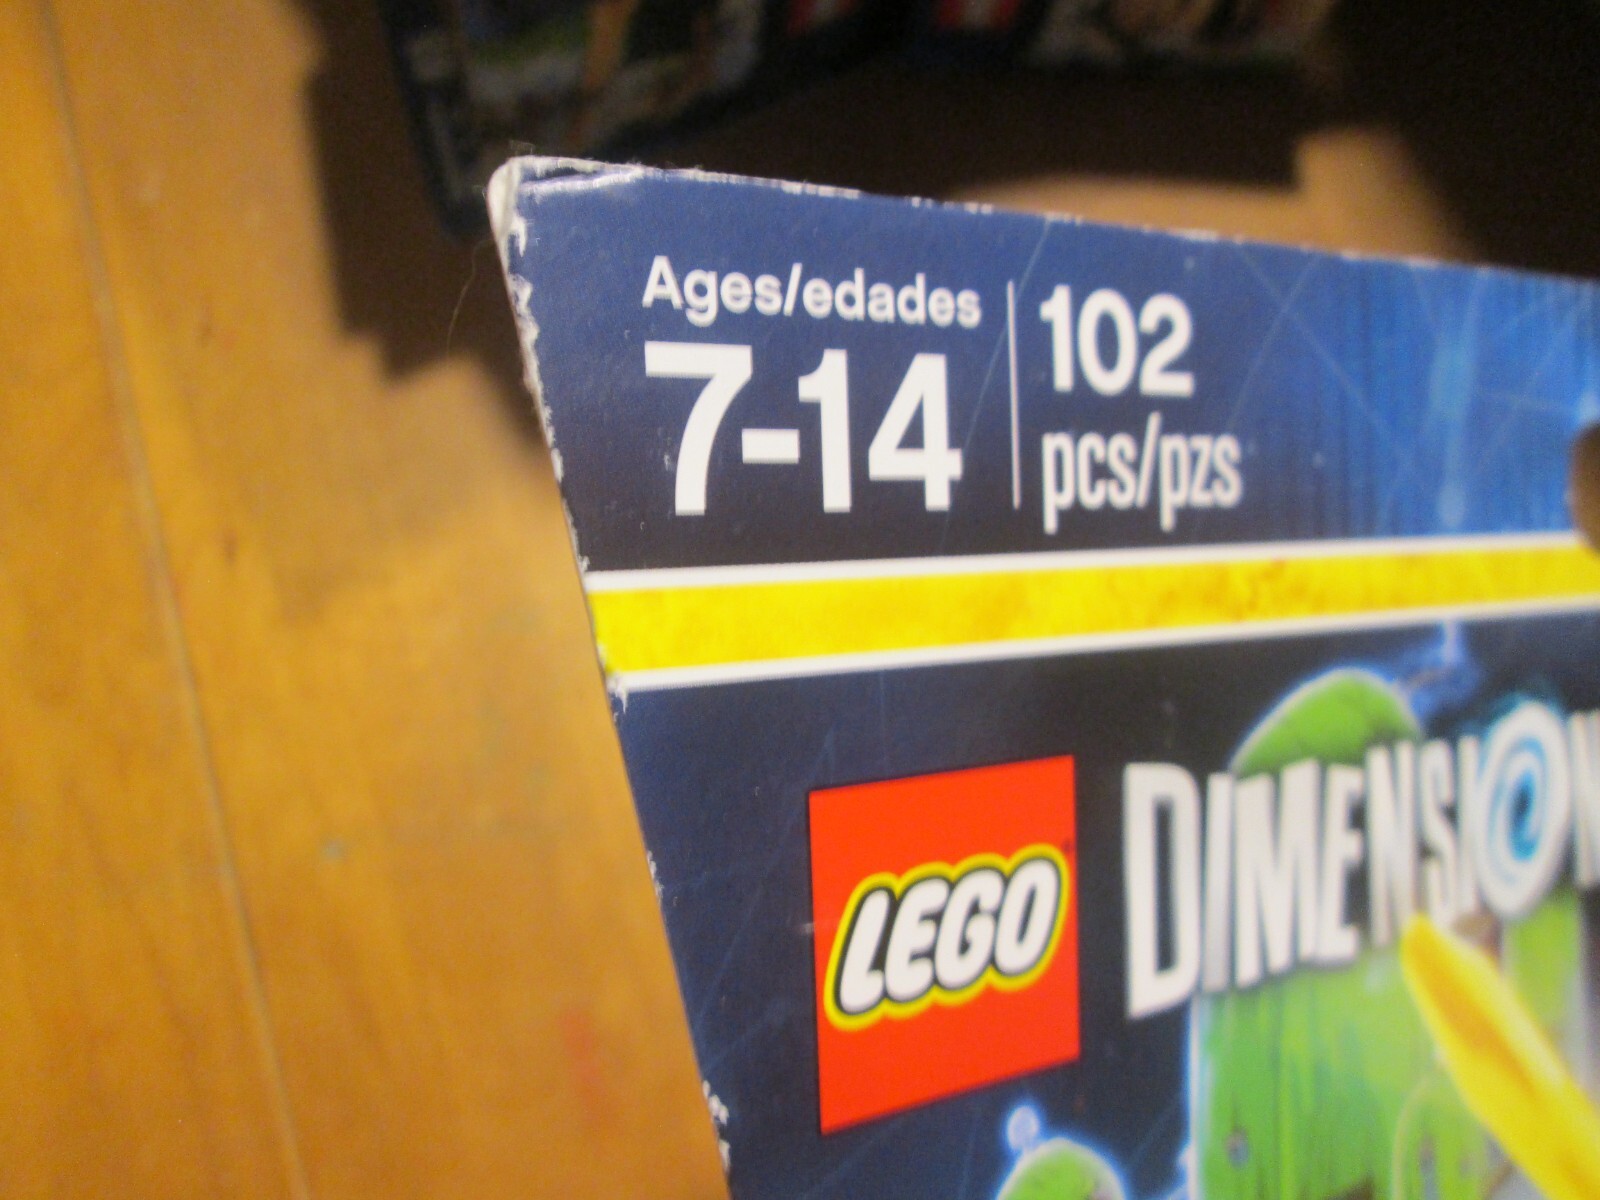 Ages/edades
7-14
102
pcs/pzs
LEGO
DIMENSION